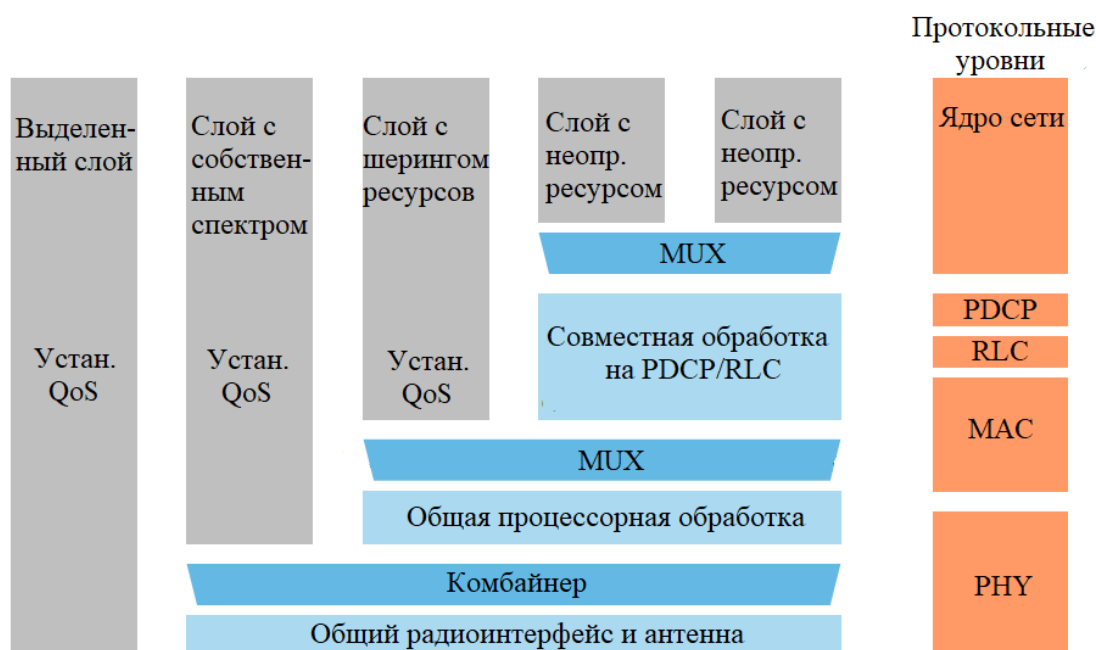 Протокольные
уровни
Выделен-
ный слой
Слой с
собствен-
ным
спектром
Слой с
шерингом
ресурсов
Слой с
неопр.
ресурсом
Слой с
неопр.
ресурсом
Ядро сети
MUX
PDCP
Совместная обработка
на PDCP/RLC
RLC
Устан.
QoS
Устан.
QoS
Устан.
QoS
MAC
MUX
Общая процессорная обработка
Комбайнер
PHY
Общий радиоинтерфейс и антенна